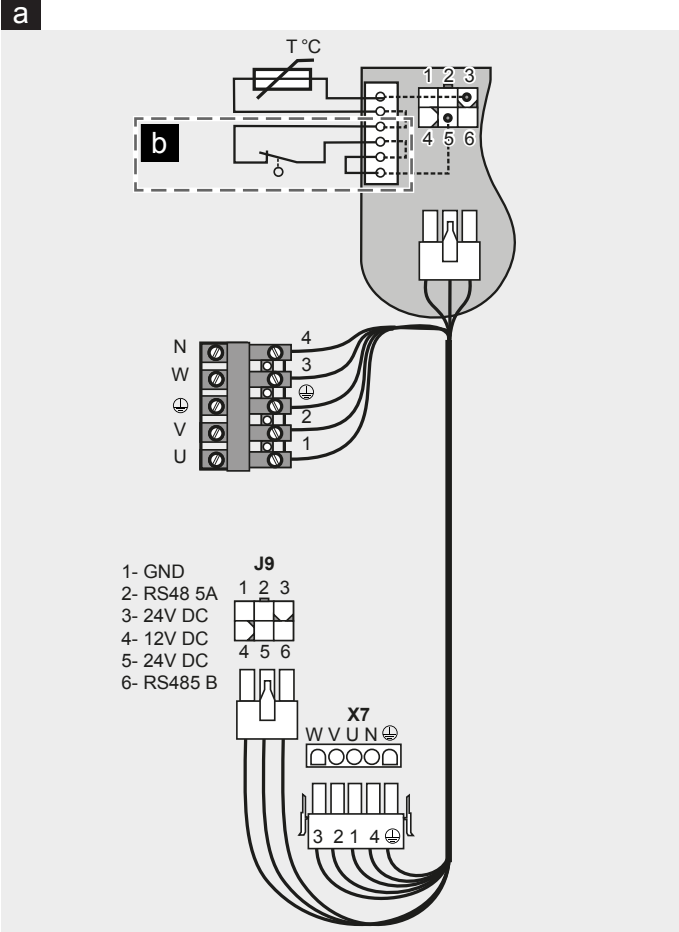 a
T °C
1 2 3
b
4 5 6
N 4
W 3
V 2
U 1
J9
1- GND
2- RS48 5A
3- 24V DC
4- 12V DC
5- 24V DC
6- RS485 B
1 2 3
4 5 6
X7
W V U N
3 2 1 4